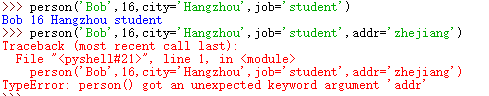 >>> person('Bob',16,city='Hangzhou',job='student')
Bob 16 Hangzhou student
>>> person('Bob',16,city='Hangzhou',job='student',addr='zhejiang')
Traceback (most recent call last):
  File "<pyshell#21>", line 1, in <module>
    person('Bob',16,city='Hangzhou',job='student',addr='zhejiang')
TypeError: person() got an unexpected keyword argument 'addr'
```